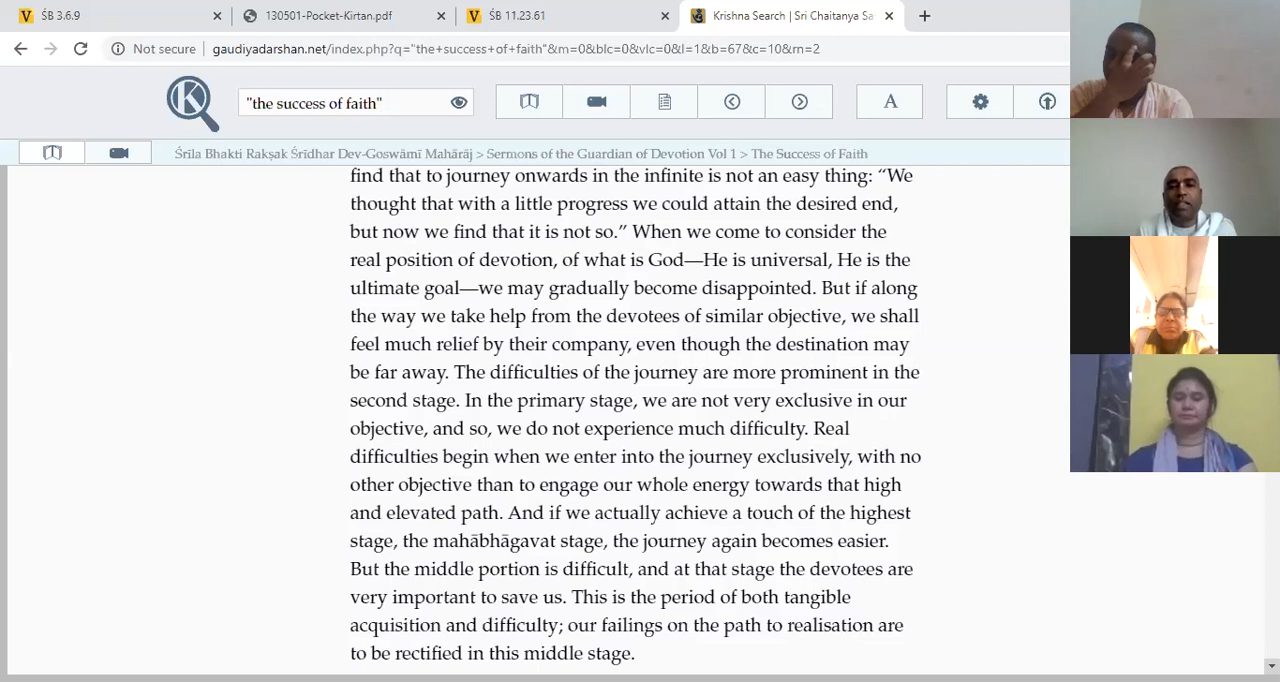 ŚB 3.6.9
130501-Pocket-Kirtan.pdf
ŚB 11.23.61
Krishna Search | Sri Chaitanya Sa
Not secure | gaudiyadarshan.net/index.php?q="the+success+of+faith"&m=0&blc=0&vlc=0&l=1&b=67&c=10&rn=2
K
"the success of faith"
A
Śrīla Bhakti Rakṣak Śrīdhar Dev-Goswāmī Mahārāj > Sermons of the Guardian of Devotion Vol 1 > The Success of Faith
find that to journey onwards in the infinite is not an easy thing: “We
thought that with a little progress we could attain the desired end,
but now we find that it is not so.” When we come to consider the
real position of devotion, of what is God—He is universal, He is the
ultimate goal—we may gradually become disappointed. But if along
the way we take help from the devotees of similar objective, we shall
feel much relief by their company, even though the destination may
be far away. The difficulties of the journey are more prominent in the
second stage. In the primary stage, we are not very exclusive in our
objective, and so, we do not experience much difficulty. Real
difficulties begin when we enter into the journey exclusively, with no
other objective than to engage our whole energy towards that high
and elevated path. And if we actually achieve a touch of the highest
stage, the mahābhāgavat stage, the journey again becomes easier.
But the middle portion is difficult, and at that stage the devotees are
very important to save us. This is the period of both tangible
acquisition and difficulty; our failings on the path to realisation are
to be rectified in this middle stage.